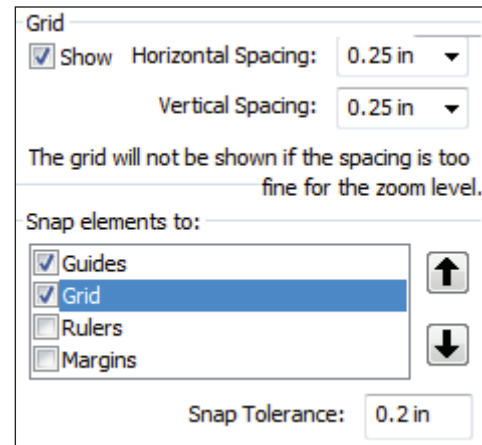 Grid
Show Horizontal Spacing: 0.25 in
Vertical Spacing: 0.25 in
The grid will not be shown if the spacing is too
fine for the zoom level.
Snap elements to:
Guides
Grid
Rulers
Margins
Snap Tolerance: 0.2 in